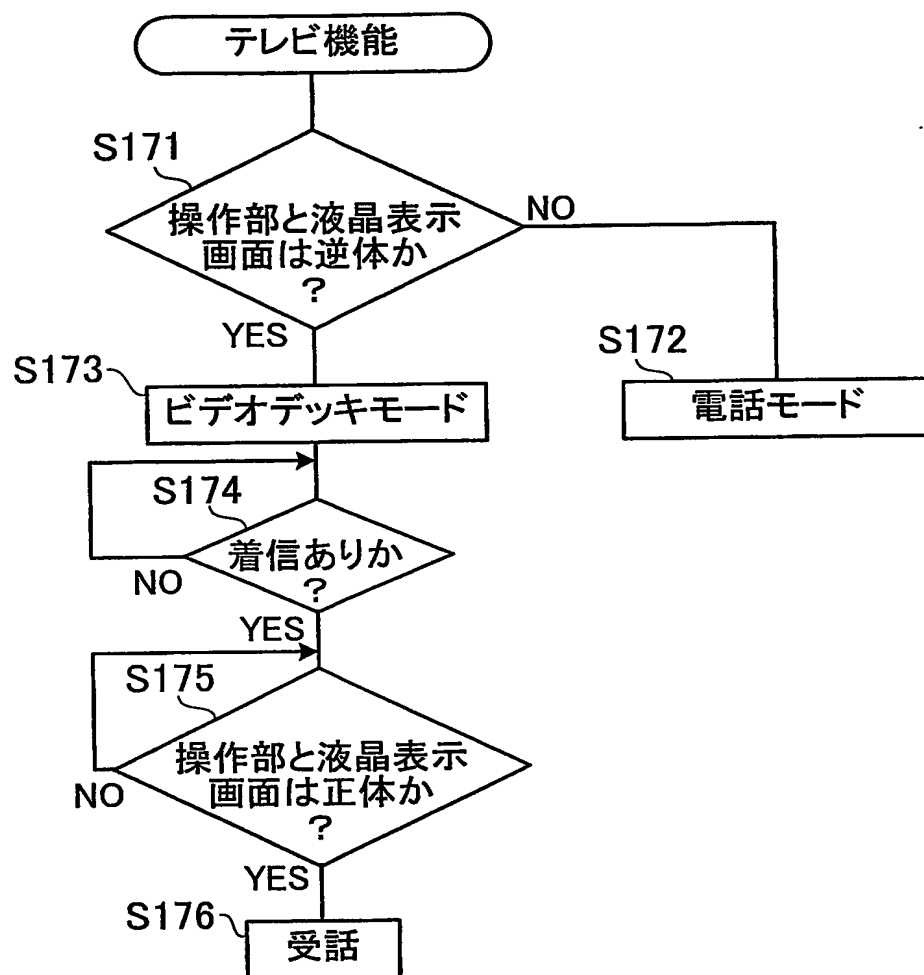 テレビ機能
S171
操作部と液晶表示
画面は逆体か
?
NO
YES
S172
電話モード
S173
ビデオデッキモード
S174
着信ありか
?
NO
YES
S175
操作部と液晶表示
画面は正体か
?
NO
YES
S176
受話